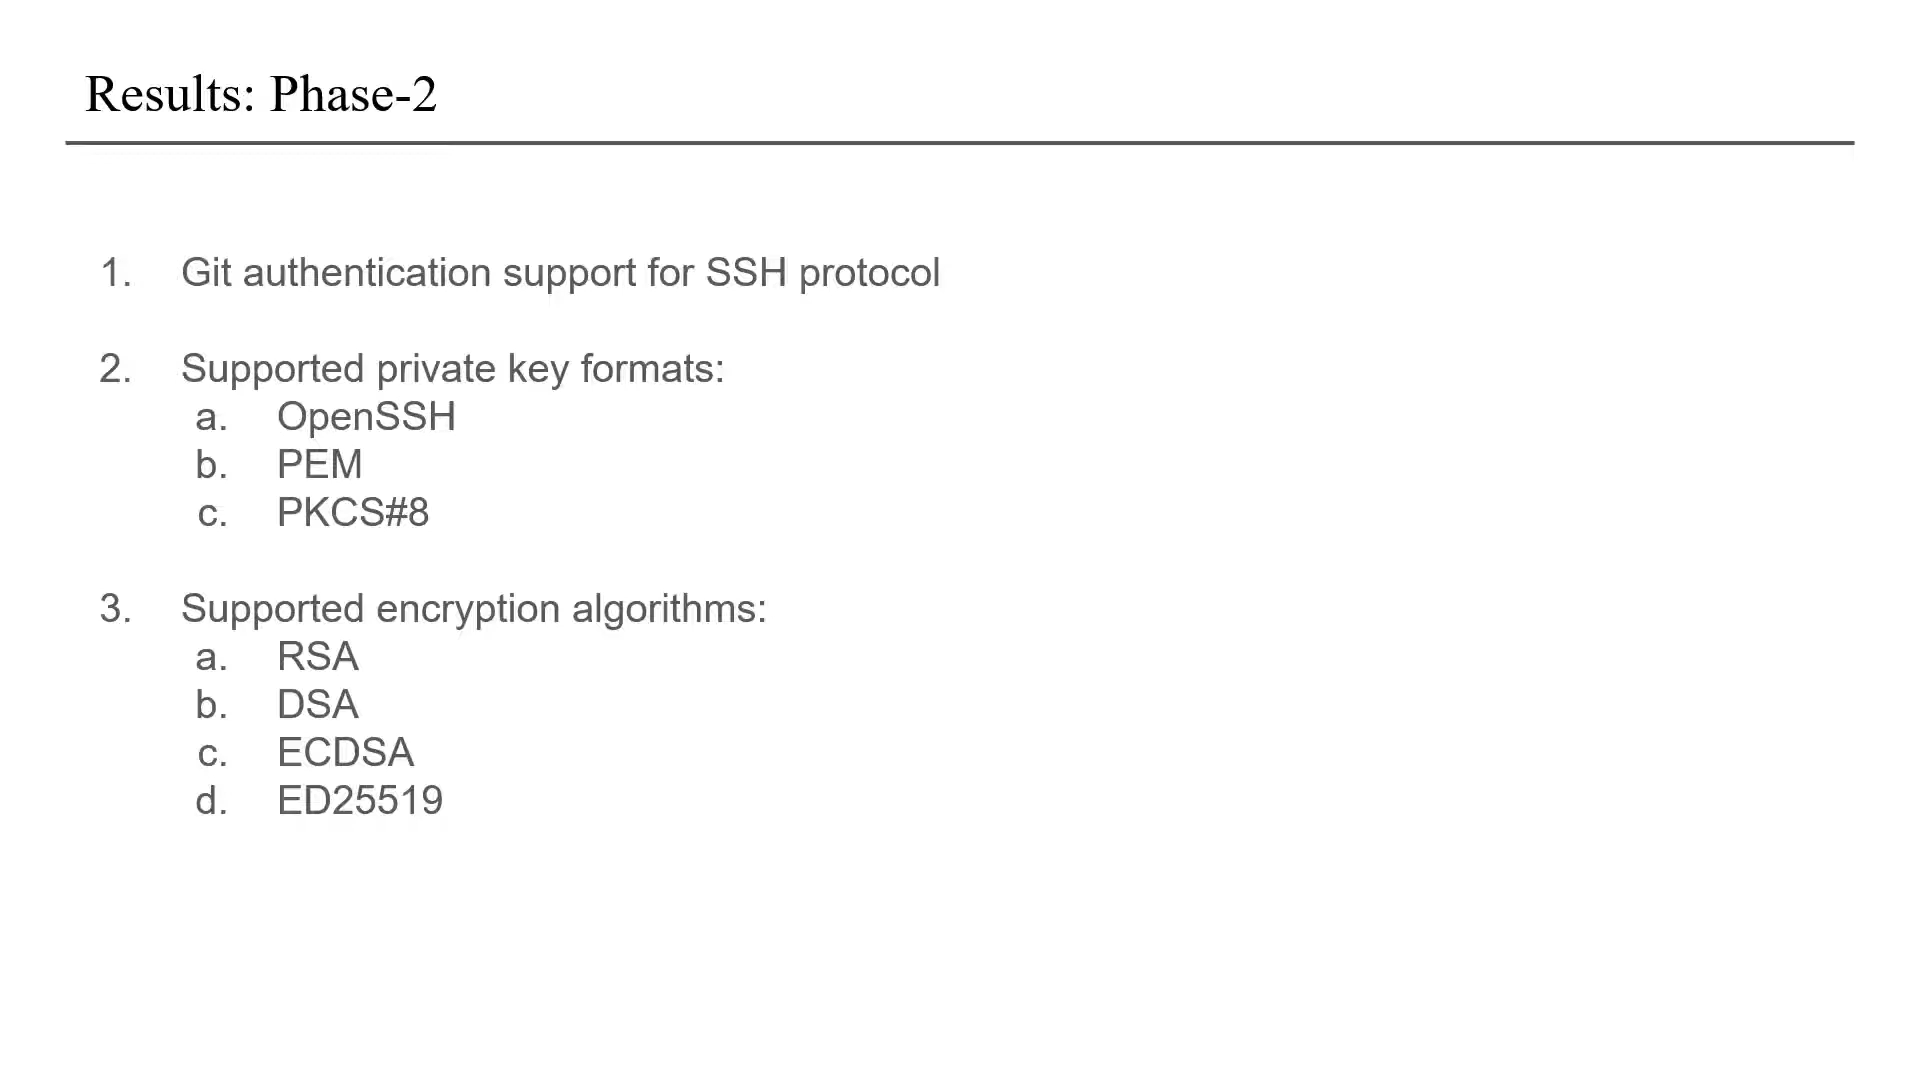 Results: Phase-2
1. Git authentication support for SSH protocol
2. Supported private key formats:
a. OpenSSH
b. PEM
c. PKCS#8
3. Supported encryption algorithms:
a. RSA
b. DSA
c. ECDSA
d. ED25519